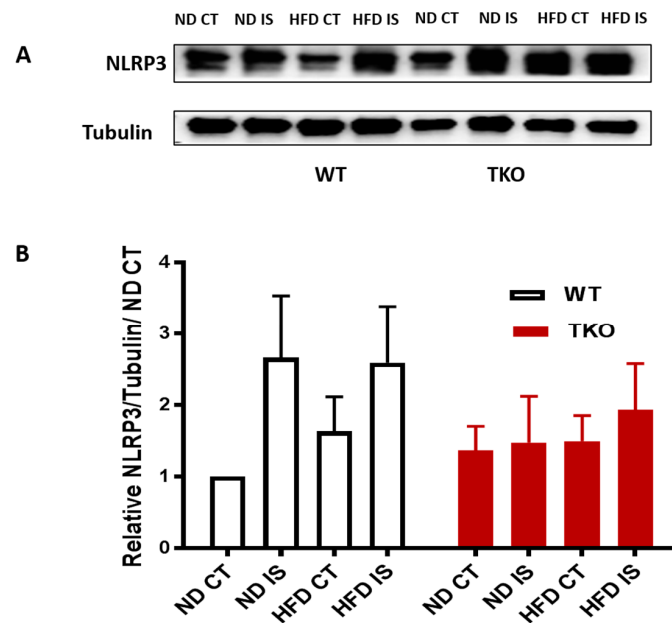 ND CT ND IS HFD CT HFD IS ND CT ND IS HFD CT HFD IS
A
NLRP3
Tubulin
WT TKO
B
Relative NLRP3/Tubulin/ ND CT
4
3
2
1
0
WT
TKO
ND CT ND IS HFD CT HFD IS ND CT ND IS HFD CT HFD IS